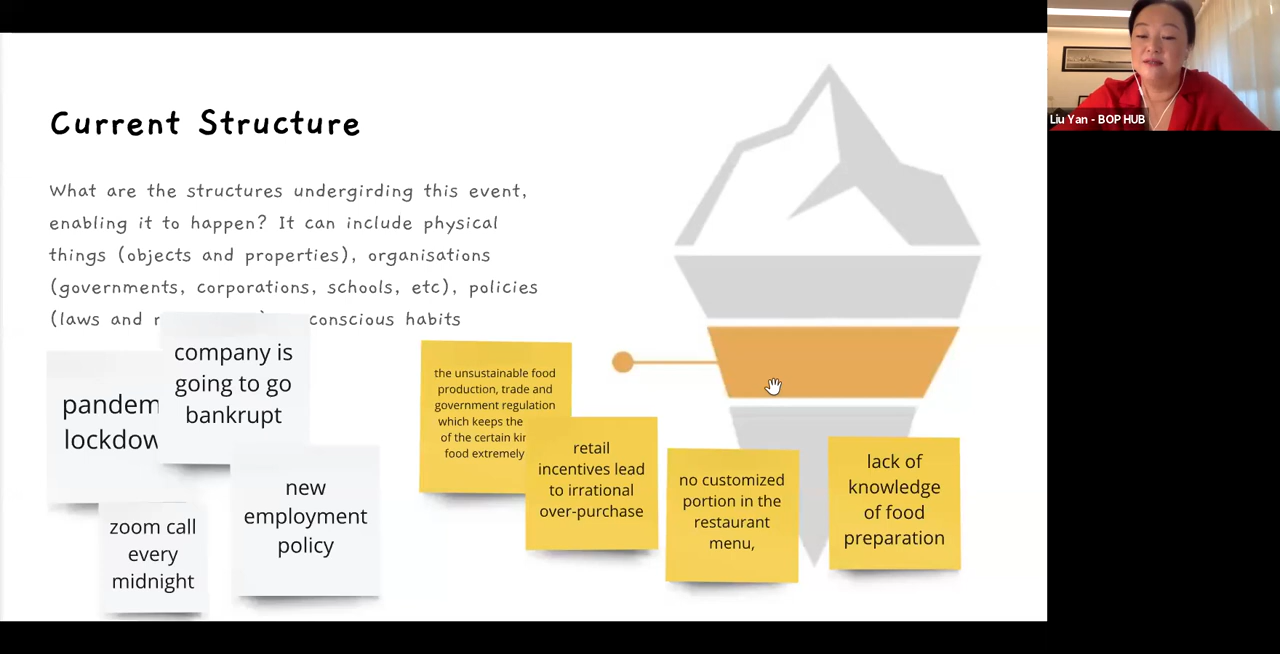 Current Structure
What are the structures undergirding this event,
enabling it to happen? It can include physical
things (objects and properties), organisations
(governments, corporations, schools, etc), policies
(laws and conscious habits
pandem
lockdow
company is
going to go
bankrupt
zoom call
every
midnight
new
employment
policy
the unsustainable food
production, trade and
government regulation
which keeps the
of the certain
food extremely
retail
incentives lead
to irrational
over-purchase
no customized
portion in the
restaurant
menu,
lack of
knowledge
of food
preparation
Liu Yan - BOP HUB